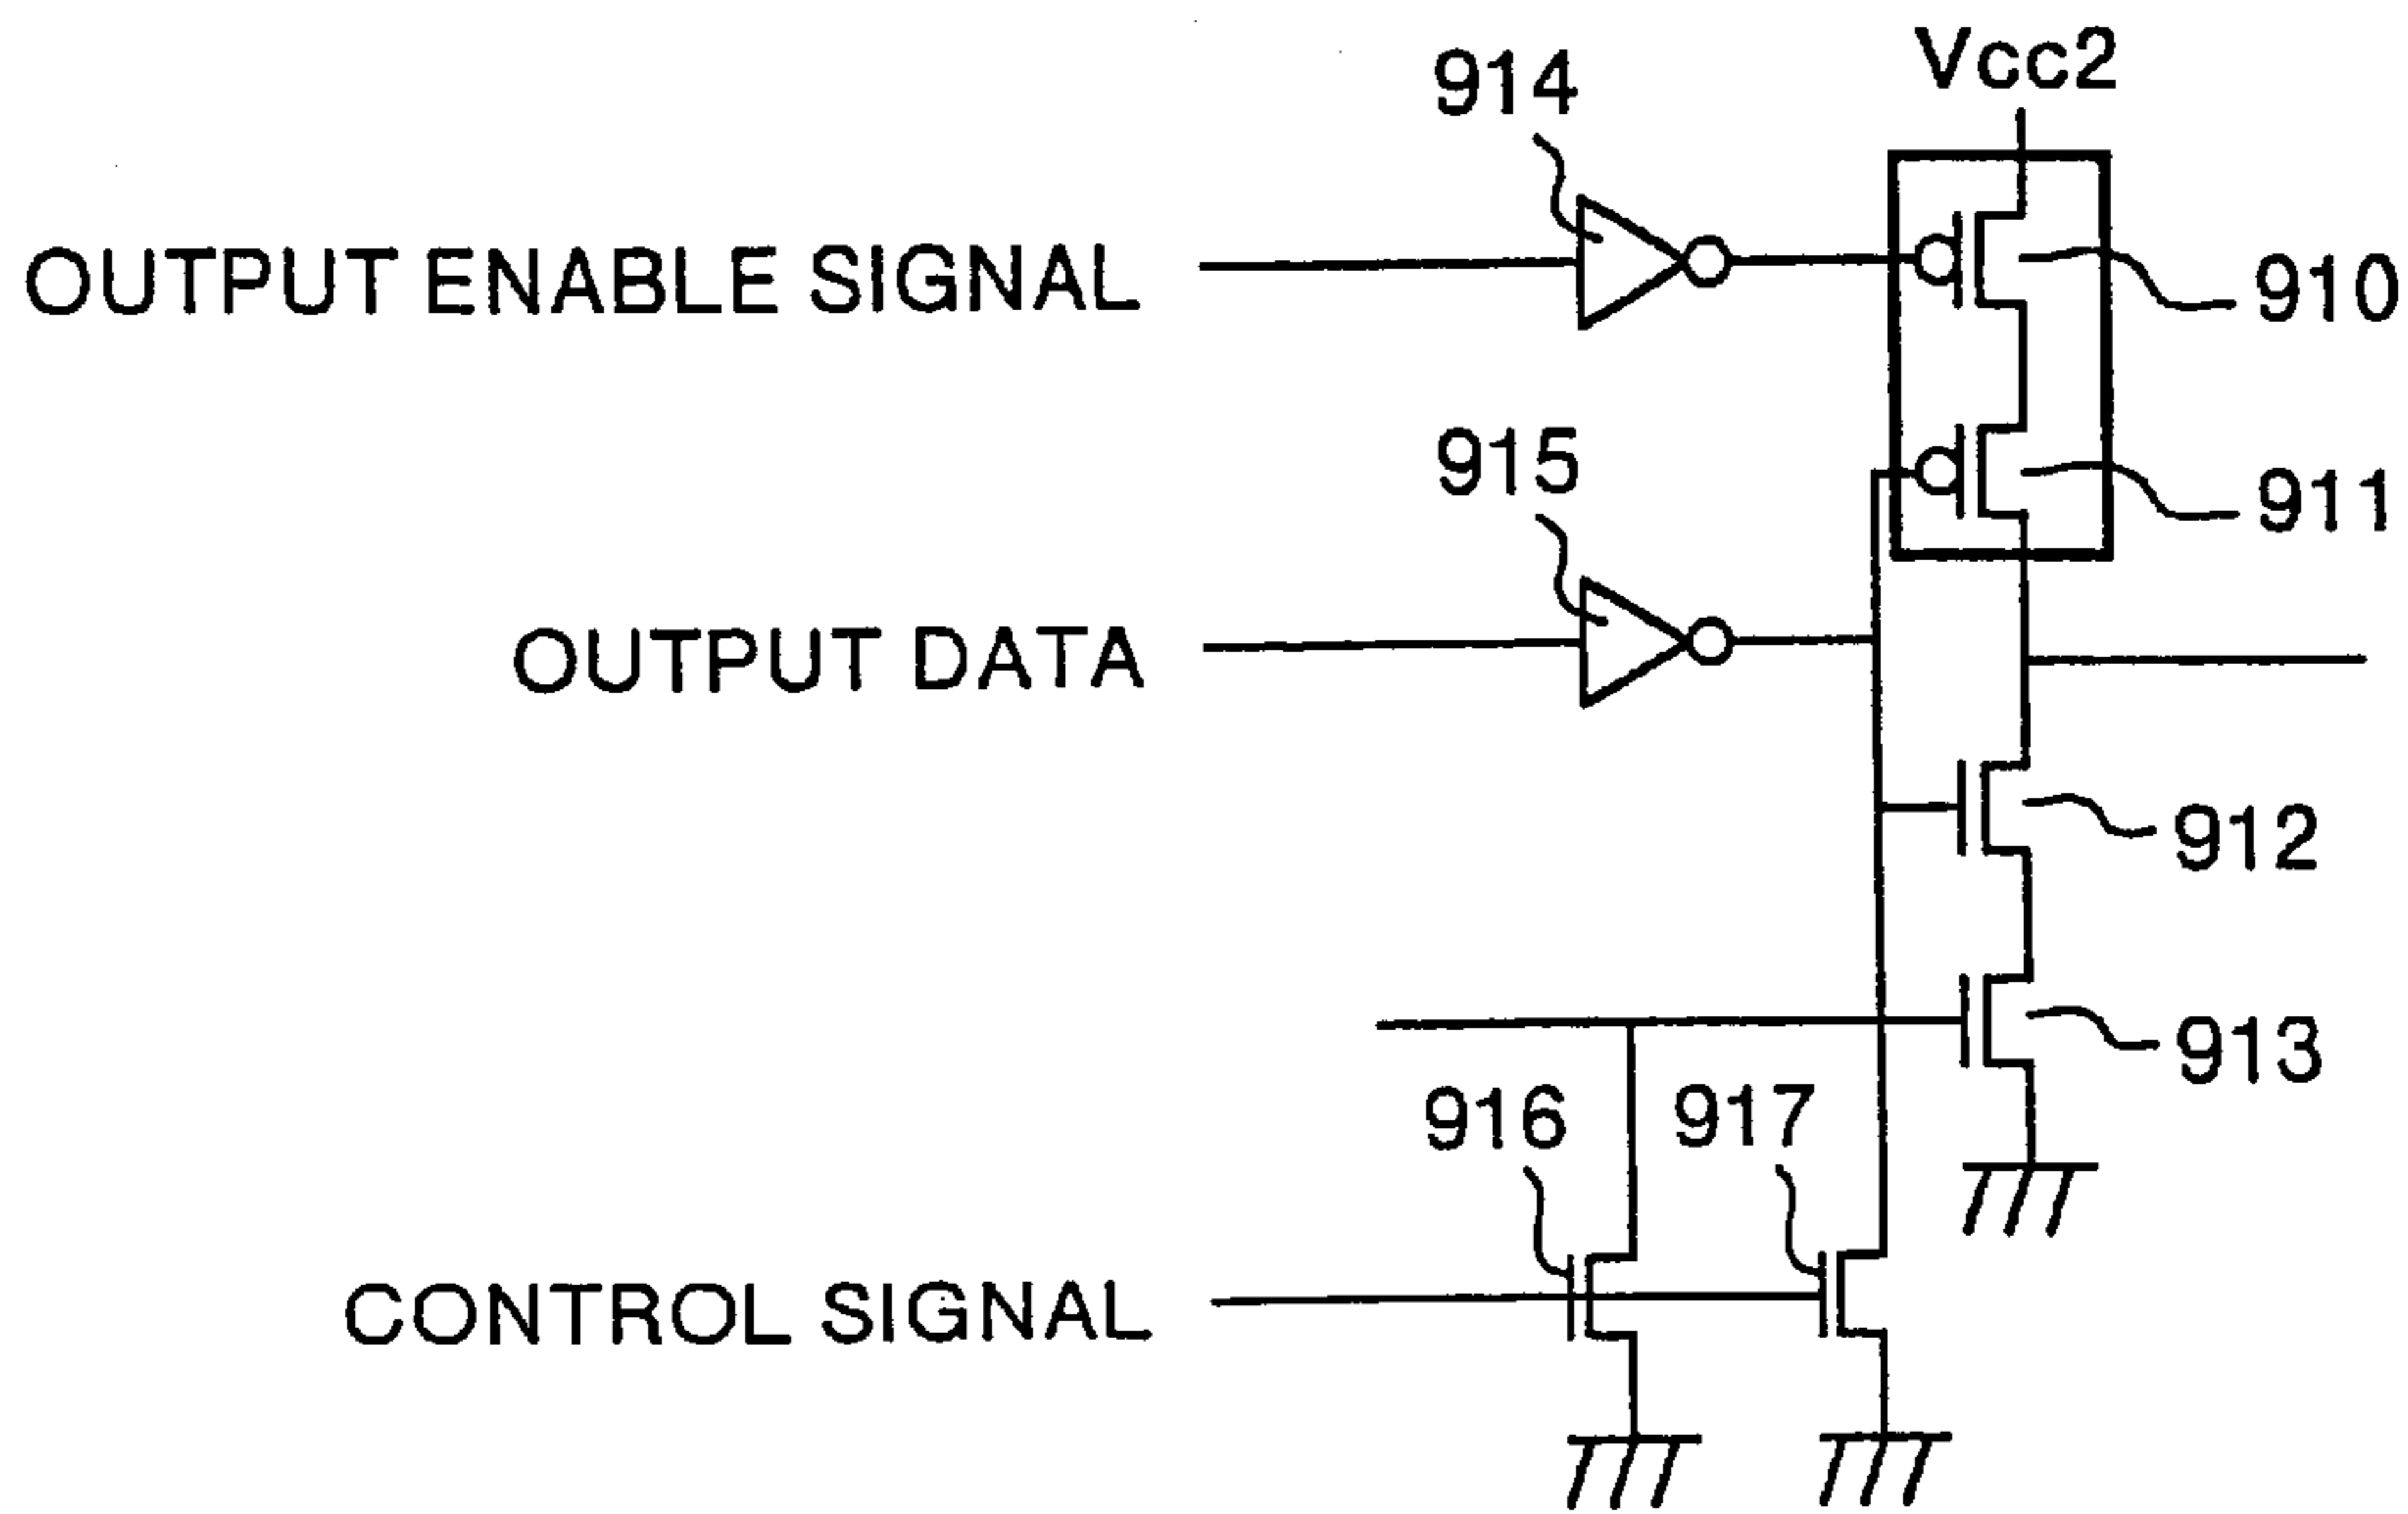 Vcc2
914
OUTPUT ENABLE SIGNAL
910
915
911
OUTPUT DATA
912
913
916
917
CONTROL SIGNAL